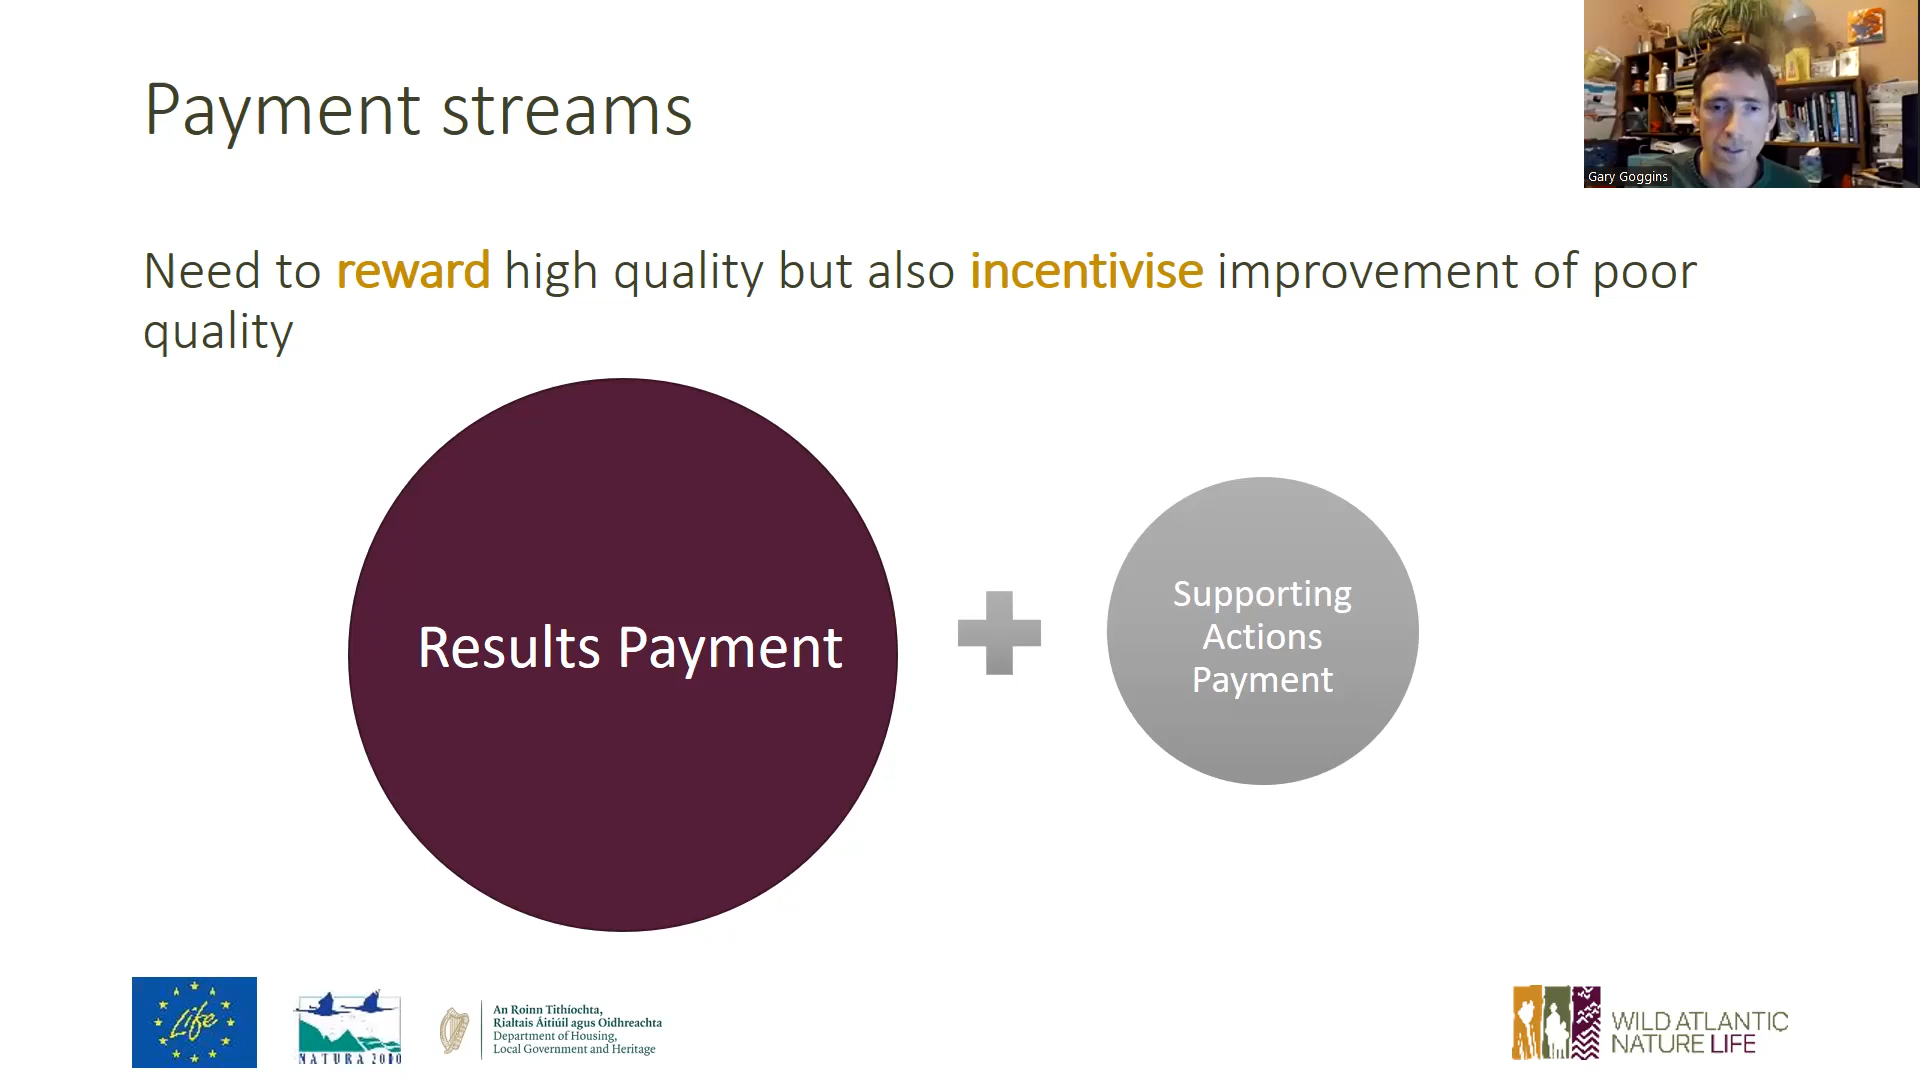 Payment streams
Gary Goggins
Need to reward high quality but also incentivise improvement of poor
quality
Results Payment
Supporting
Actions
Payment
Life
NATURA 2000
An Roinn Tithíochta,
Rialtais Áitiúil agus Oidhreachta
Department of Housing,
Local Government and Heritage
WILD ATLANTIC
NATURE LIFE